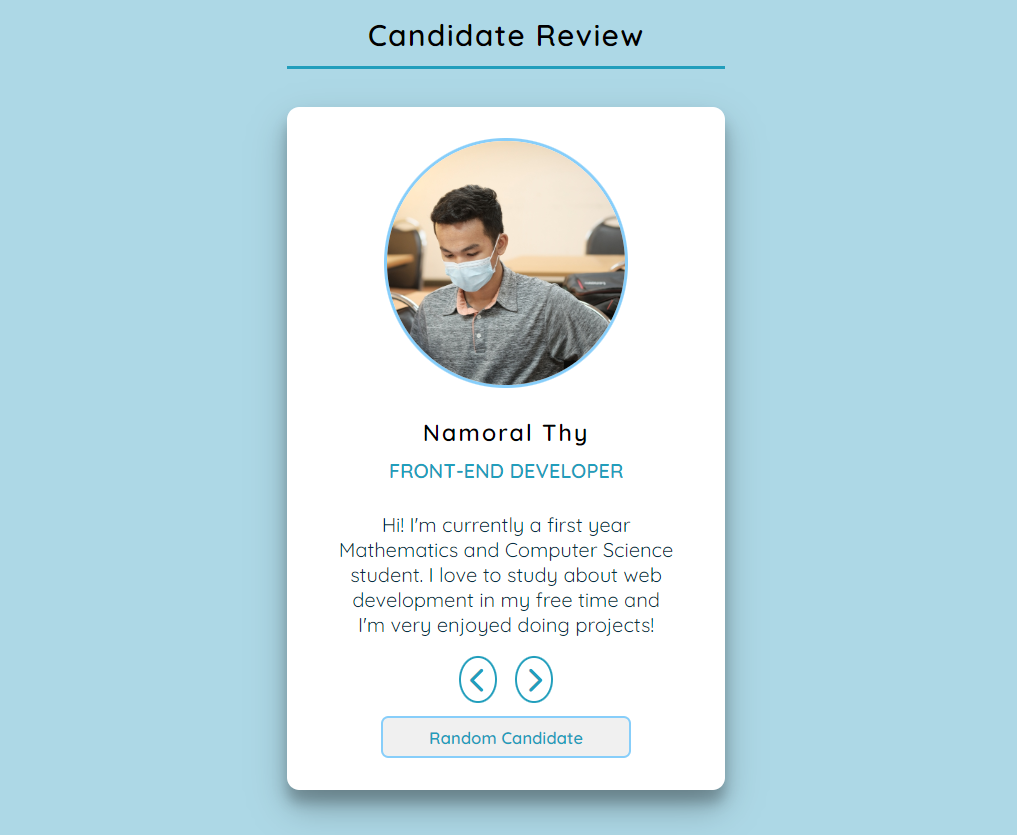 Candidate Review
Namoral Thy
FRONT-END DEVELOPER
Hi! I'm currently a first year
Mathematics and Computer Science
student. I love to study about web
development in my free time and
I'm very enjoyed doing projects!
Random Candidate